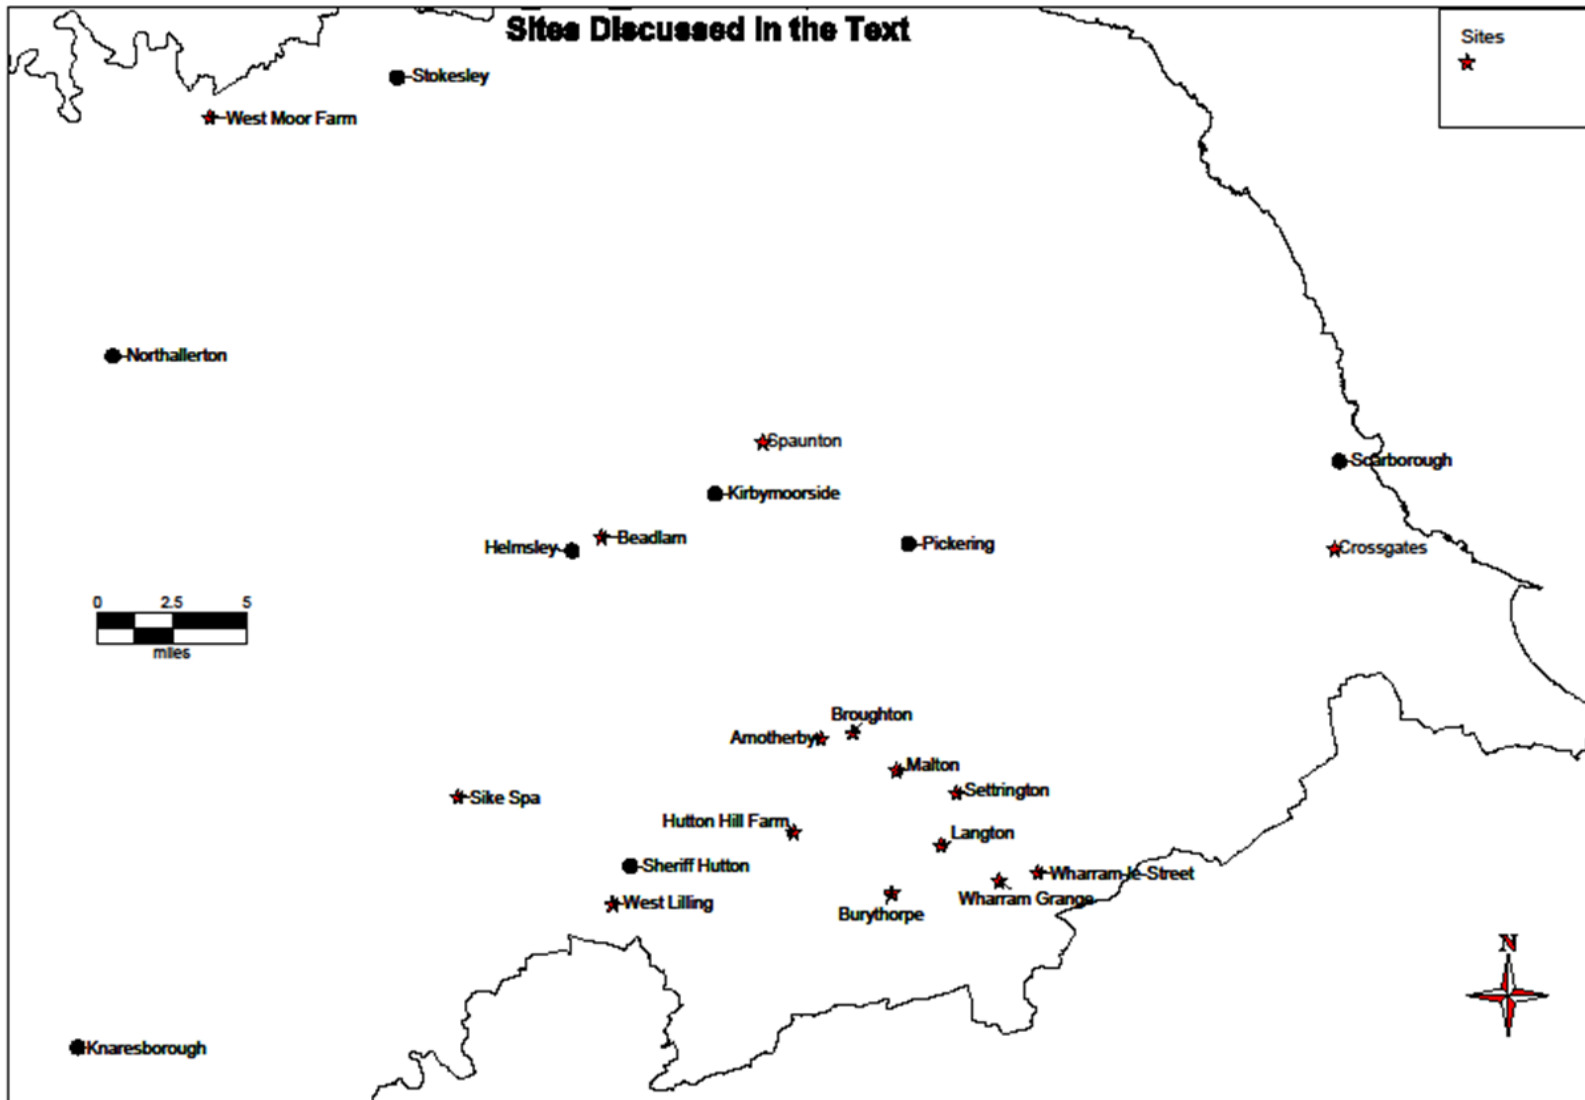 Sites Discussed in the Text
Sites
Stokesley
West Moor Farm
Northallerton
Spaunton
Scarborough
Kirbymoorside
Beadlam
Helmsley
Pickering
Crossgates
0 2.5 5
miles
Broughton
Amotherby
Malton
Settrington
Sike Spa
Hutton Hill Farm
Langton
Sheriff Hutton
Wharram-le-Street
Wharram Grange
West Lilling
Burythorpe
N
Knaresborough